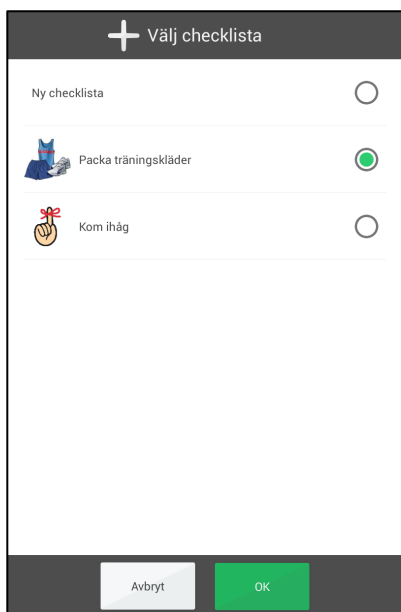 Välj checklista
Ny checklista
Packa träningskläder
Kom ihåg
Avbryt
OK